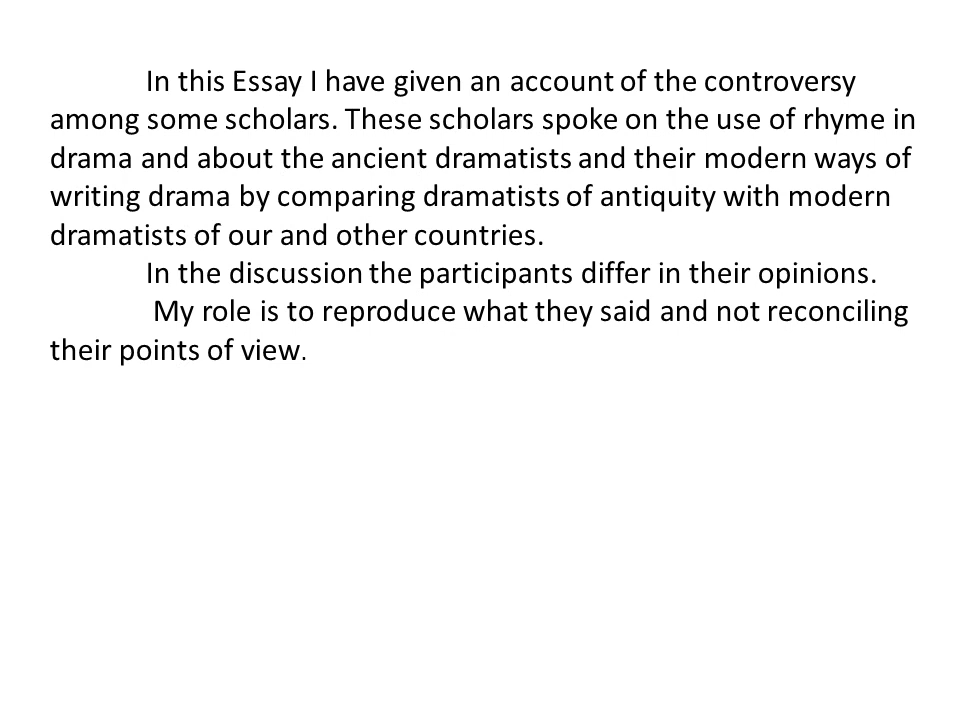 In this Essay I have given an account of the controversy
among some scholars. These scholars spoke on the use of rhyme in
drama and about the ancient dramatists and their modern ways of
writing drama by comparing dramatists of antiquity with modern
dramatists of our and other countries.
In the discussion the participants differ in their opinions.
My role is to reproduce what they said and not reconciling
their points of view.